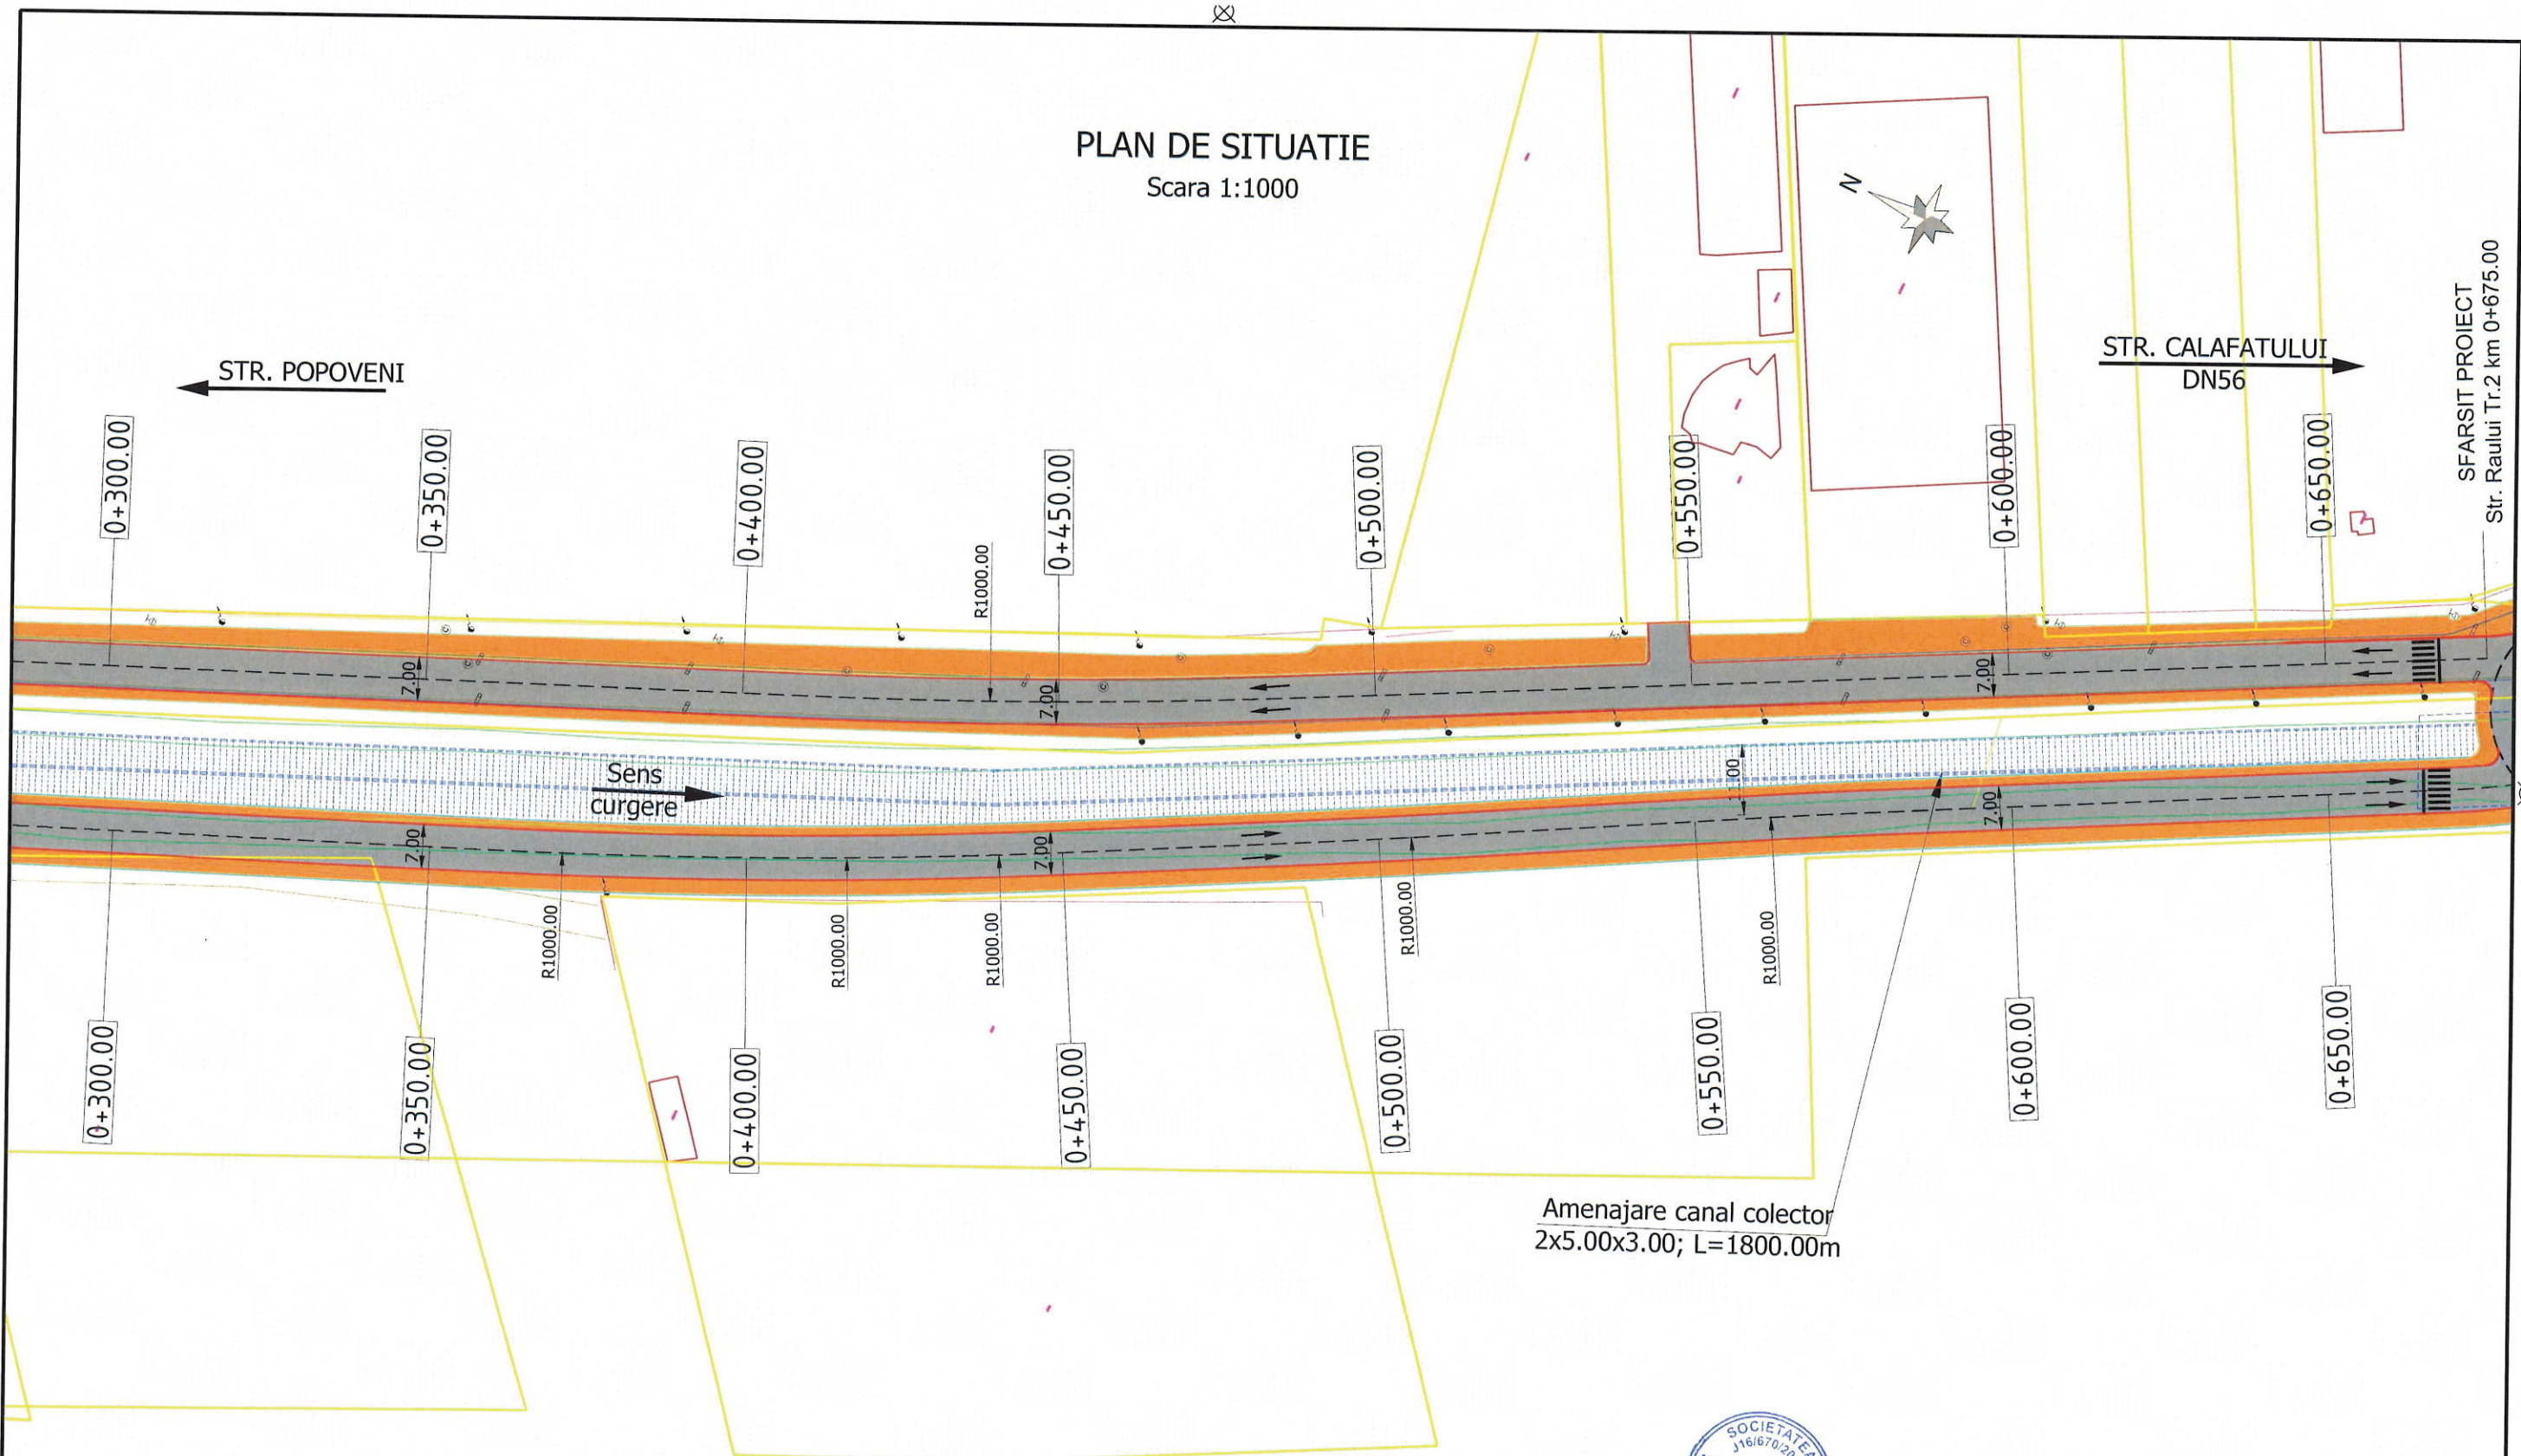 PLAN DE SITUATIE
Scara 1:1000
N
STR. POPOVENI
STR. CALAFATULUI
DN56
SFARSIT PROIECT
Str. Raului Tr.2 km 0+675.00
0+300.00
0+350.00
0+400.00
0+450.00
0+500.00
0+550.00
0+600.00
0+650.00
R1000.00
7.00
7.00
7.00
Sens
curgere
11.00
7.00
7.00
7.00
R1000.00
R1000.00
R1000.00
R1000.00
R1000.00
0+300.00
0+350.00
0+400.00
0+450.00
0+500.00
0+550.00
0+600.00
0+650.00
Amenajare canal colector
2x5.00x3.00; L=1800.00m
SOCIETATEA